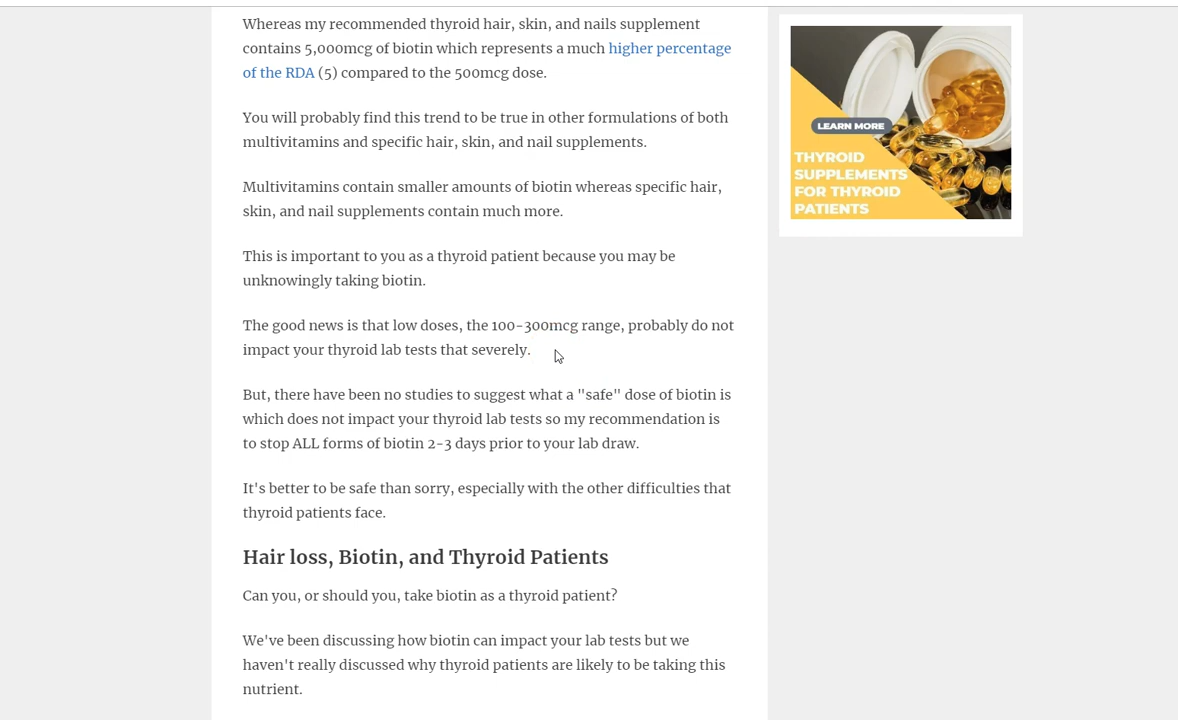 Whereas my recommended thyroid hair, skin, and nails supplement
contains 5,000mcg of biotin which represents a much higher percentage
of the RDA (5) compared to the 500mcg dose.
You will probably find this trend to be true in other formulations of both
multivitamins and specific hair, skin, and nail supplements.
Multivitamins contain smaller amounts of biotin whereas specific hair,
skin, and nail supplements contain much more.
This is important to you as a thyroid patient because you may be
unknowingly taking biotin.
The good news is that low doses, the 100-300mcg range, probably do not
impact your thyroid lab tests that severely.
But, there have been no studies to suggest what a "safe" dose of biotin is
which does not impact your thyroid lab tests so my recommendation is
to stop ALL forms of biotin 2-3 days prior to your lab draw.
It's better to be safe than sorry, especially with the other difficulties that
thyroid patients face.
Hair loss, Biotin, and Thyroid Patients
Can you, or should you, take biotin as a thyroid patient?
We've been discussing how biotin can impact your lab tests but we
haven't really discussed why thyroid patients are likely to be taking this
nutrient.
LEARN MORE
THYROID
SUPPLEMENTS
FOR THYROID
PATIENTS